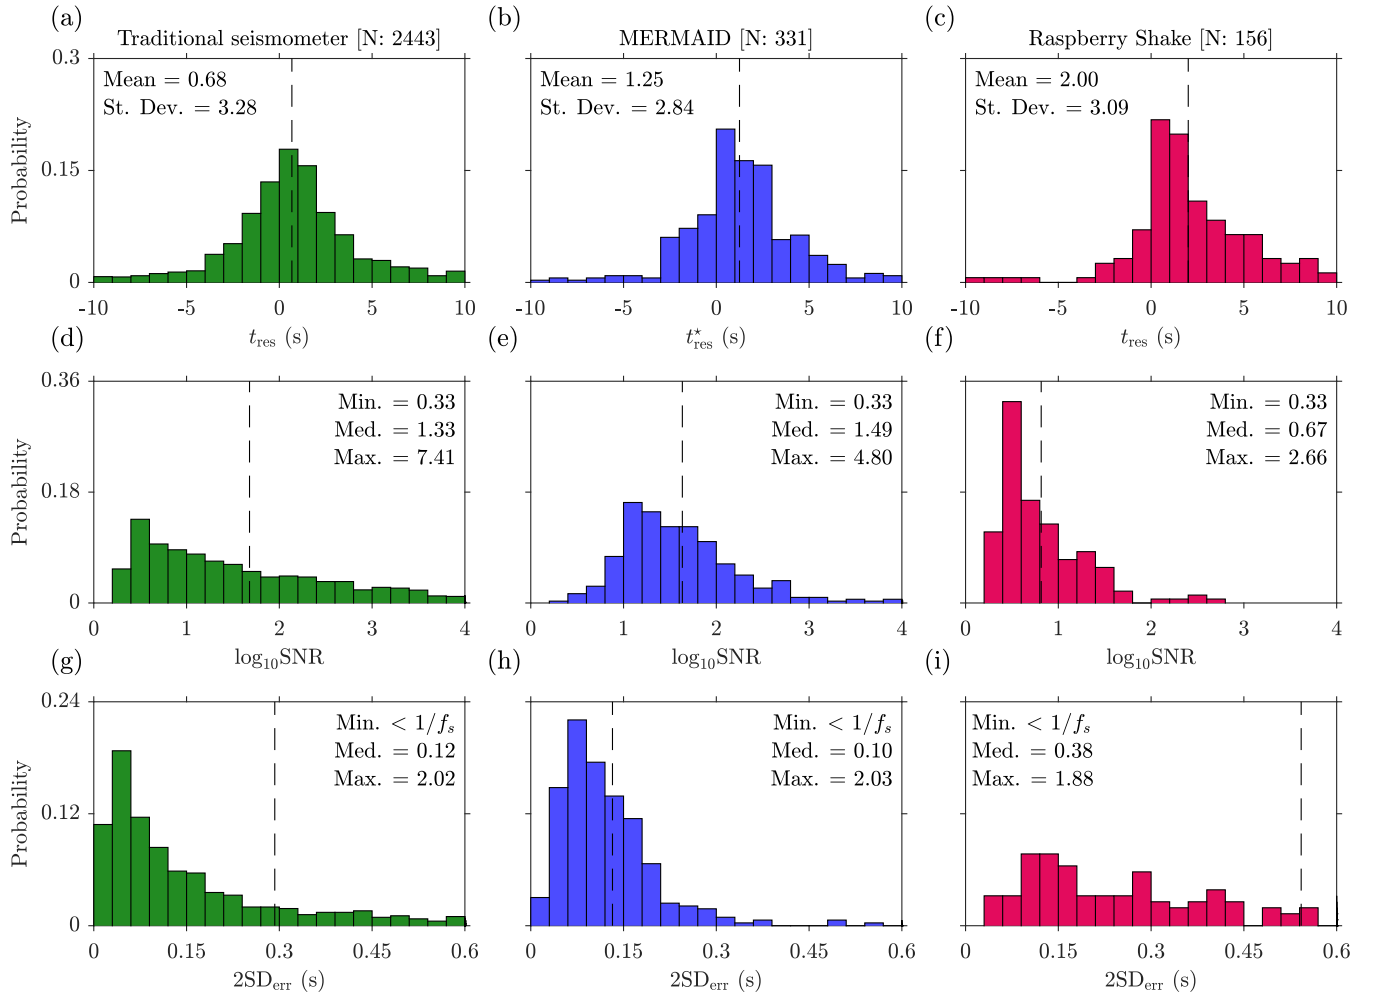 (a)
Traditional seismometer [N: 2443]
Mean = 0.68
St. Dev. = 3.28
Probability
0.3
0.15
0
-10 -5 0 5 10
t_res (s)
(b)
MERMAID [N: 331]
Mean = 1.25
St. Dev. = 2.84
-10 -5 0 5 10
t⋆_res (s)
(c)
Raspberry Shake [N: 156]
Mean = 2.00
St. Dev. = 3.09
-10 -5 0 5 10
t_res (s)
(d)
Min. = 0.33
Med. = 1.33
Max. = 7.41
Probability
0.36
0.18
0
0 1 2 3 4
log₁₀SNR
(e)
Min. = 0.33
Med. = 1.49
Max. = 4.80
1 2 3 4
log₁₀SNR
(f)
Min. = 0.33
Med. = 0.67
Max. = 2.66
0 1 2 3 4
log₁₀SNR
(g)
Min. < 1/f_s
Med. = 0.12
Max. = 2.02
Probability
0.24
0.12
0
0 0.15 0.3 0.45 0.6
2SD_err (s)
(h)
Min. < 1/f_s
Med. = 0.10
Max. = 2.03
0 0.15 0.3 0.45 0.6
2SD_err (s)
(i)
Min. < 1/f_s
Med. = 0.38
Max. = 1.88
0 0.15 0.3 0.45 0.6
2SD_err (s)